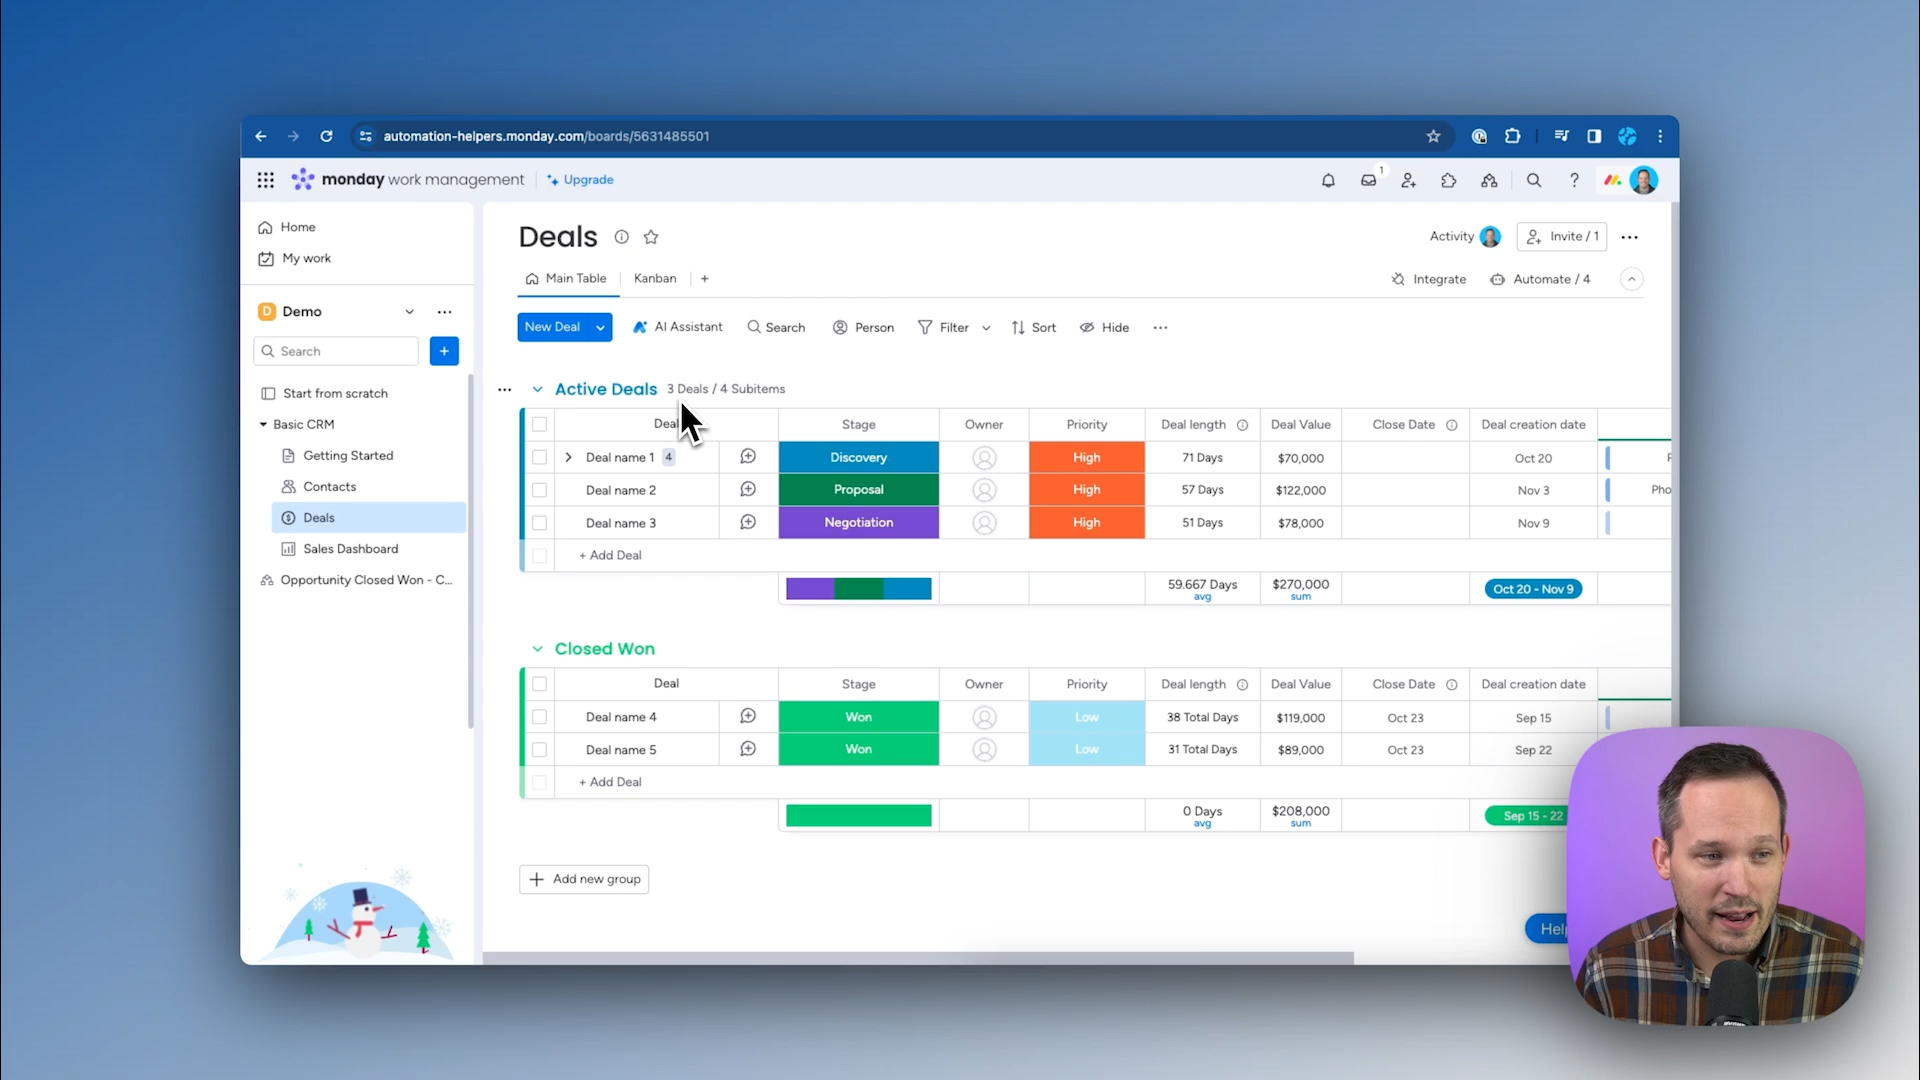 automation-helpers.monday.com/boards/5631485501
monday work management
Upgrade
1
Home
My work
D Demo
Search
+
Start from scratch
Basic CRM
Getting Started
Contacts
Deals
Sales Dashboard
Opportunity Closed Won - C...
Deals
Activity
Invite / 1
Main Table
Kanban
+
Integrate
Automate / 4
New Deal
AI Assistant
Search
Person
Filter
Sort
Hide
Active Deals 3 Deals / 4 Subitems
Stage Owner Priority Deal length Deal Value Close Date Deal creation date
Deal name 1 4 Discovery High 71 Days $70,000 Oct 20
Deal name 2 Proposal High 57 Days $122,000 Nov 3
Deal name 3 Negotiation High 51 Days $78,000 Nov 9
+ Add Deal
59.667 Days avg $270,000 sum Oct 20 - Nov 9
Closed Won
Deal Stage Owner Priority Deal length Deal Value Close Date Deal creation date
Deal name 4 Won Low 38 Total Days $119,000 Oct 23 Sep 15
Deal name 5 Won Low 31 Total Days $89,000 Oct 23 Sep 22
+ Add Deal
0 Days avg $208,000 sum Sep 15 - 22
+ Add new group